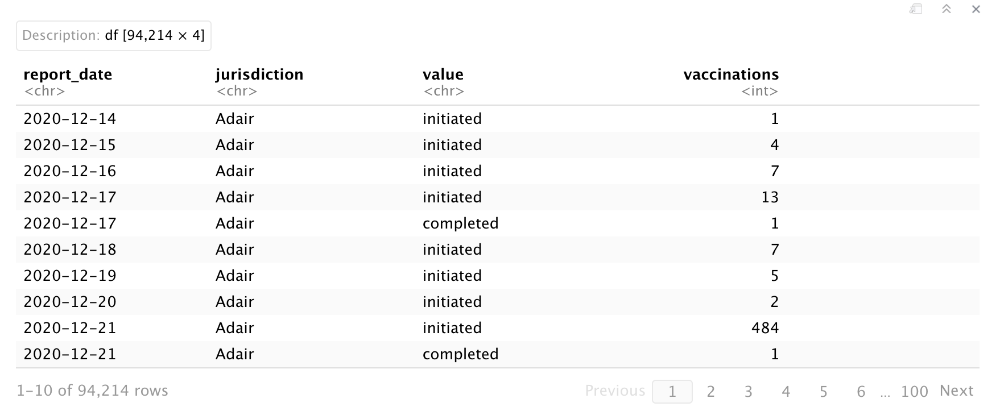 Description: df [94,214 × 4]
report_date jurisdiction value vaccinations
<chr> <chr> <chr> <int>
2020-12-14 Adair initiated 1
2020-12-15 Adair initiated 4
2020-12-16 Adair initiated 7
2020-12-17 Adair initiated 13
2020-12-17 Adair completed 1
2020-12-18 Adair initiated 7
2020-12-19 Adair initiated 5
2020-12-20 Adair initiated 2
2020-12-21 Adair initiated 484
2020-12-21 Adair completed 1
1-10 of 94,214 rows Previous 1 2 3 4 5 6 ... 100 Next